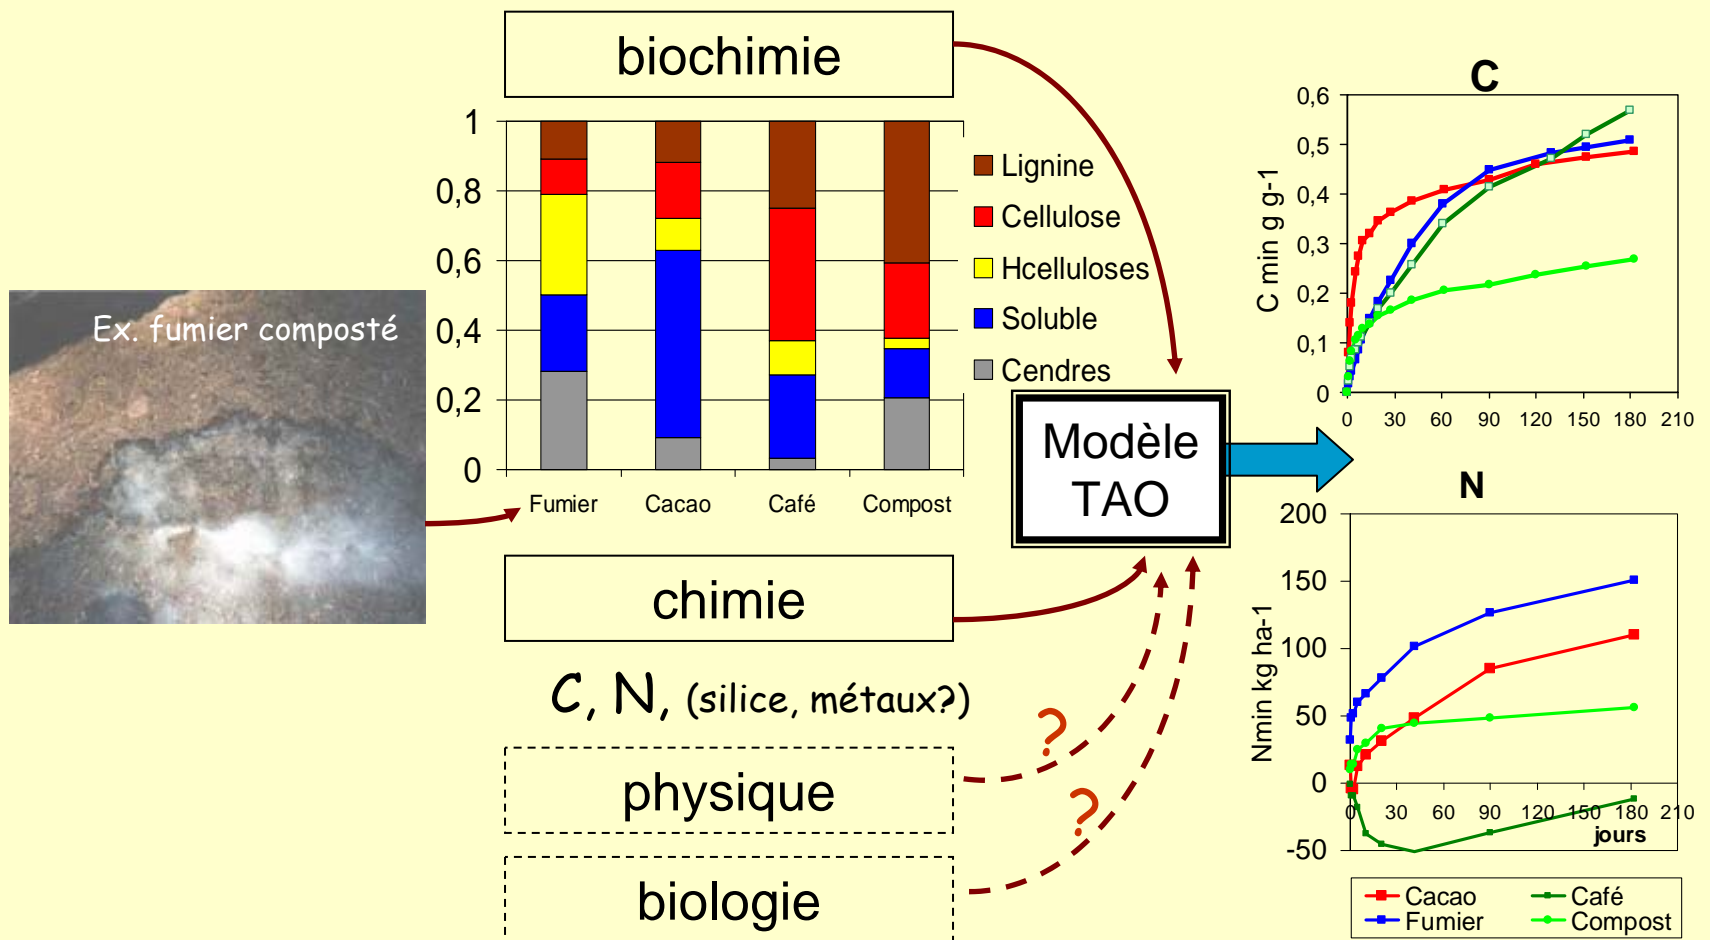 biochimie
1
0,8
0,6
0,4
0,2
0
Fumier Cacao Café Compost
Lignine
Cellulose
Hcelluloses
Soluble
Cendres
Ex. fumier composté
Modèle
TAO
chimie
C, N, (silice, métaux?)
?
physique
?
biologie
C
C min g g-1
0,6
0,5
0,4
0,3
0,2
0,1
0
0 30 60 90 120 150 180 210
N
Nmin kg ha-1
200
150
100
50
0
-50
0 30 60 90 120 150 180 210
jours
Cacao Café
Fumier Compost